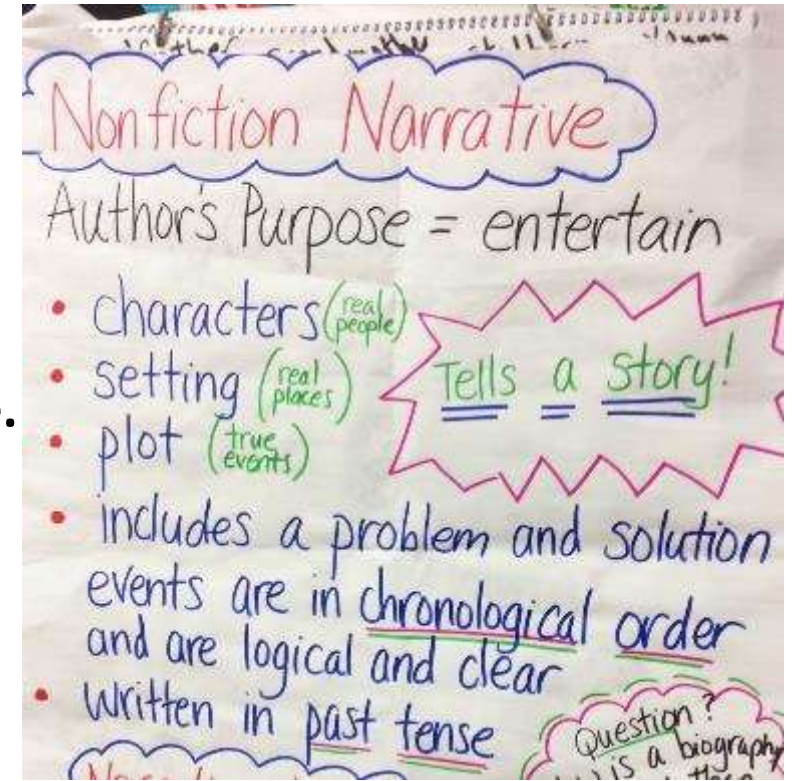 Nonfiction Narrative
Author's Purpose = entertain
• characters (real people)
• setting (real places)
• plot (true events)
Tells a story!
• includes a problem and solution
events are in chronological order
and are logical and clear
• written in past tense
Question?
is a biography